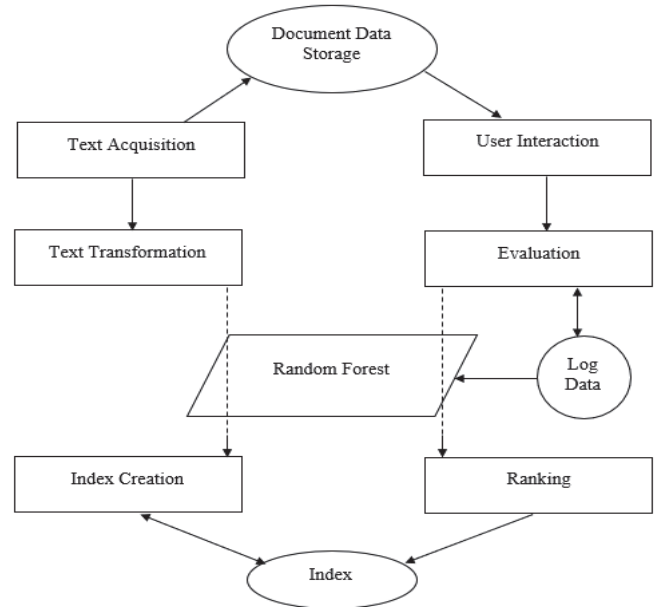 Document Data
Storage
Text Acquisition
User Interaction
Text Transformation
Evaluation
Random Forest
Log
Data
Index Creation
Ranking
Index